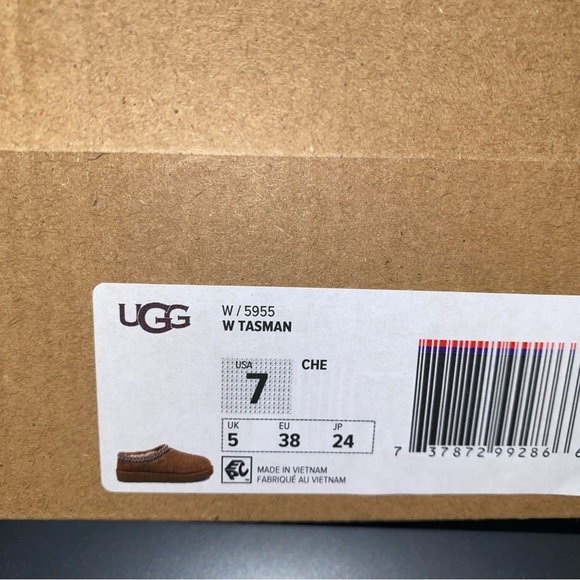 UGG
W / 5955
W TASMAN
USA
7
CHE
UK EU JP
5 38 24
MADE IN VIETNAM
FABRIQUÉ AU VIETNAM
7 37872 99286 6